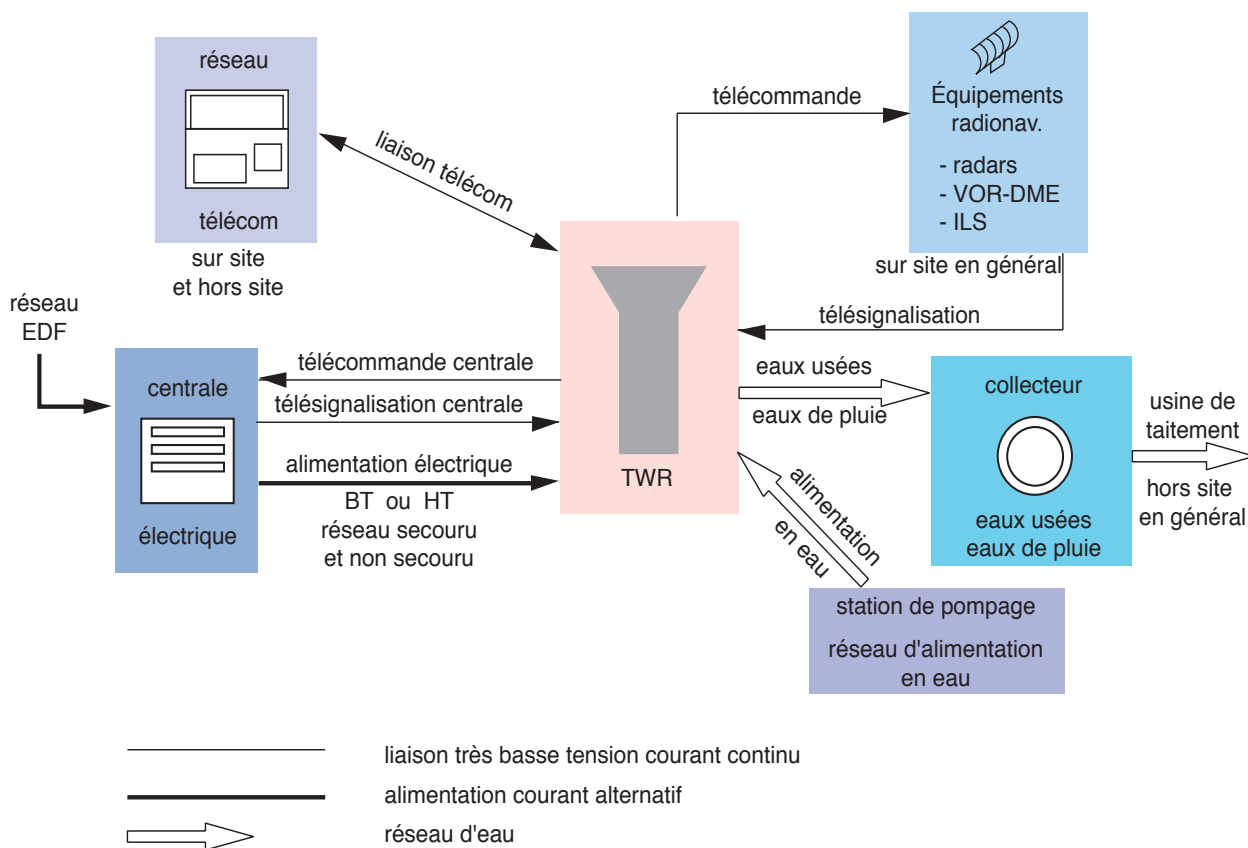 réseau
télécom
sur site
et hors site
liaison télécom
télécommande
Équipements
radionav.
- radars
- VOR-DME
- ILS
sur site en général
télésignalisation
réseau
EDF
centrale
électrique
télécommande centrale
télésignalisation centrale
alimentation électrique
BT ou HT
réseau secouru
et non secouru
TWR
eaux usées
eaux de pluie
collecteur
eaux usées
eaux de pluie
usine de
taitement
hors site
en général
alimentation
en eau
station de pompage
réseau d'alimentation
en eau
liaison très basse tension courant continu
alimentation courant alternatif
réseau d'eau